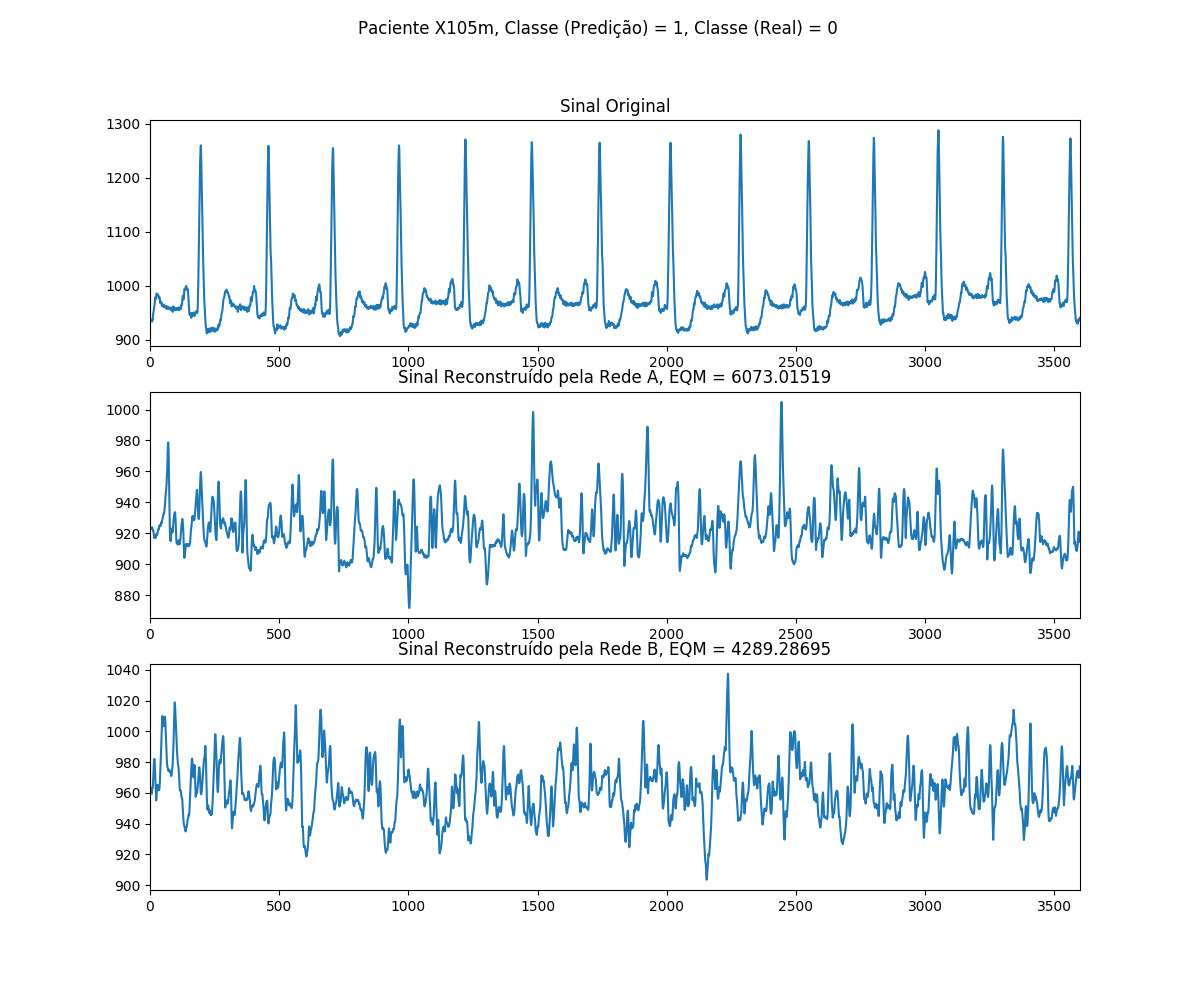 Paciente X105m, Classe (Predição) = 1, Classe (Real) = 0
Sinal Original
1300
1200
1100
1000
900
0 500 1000 1500 2000 2500 3000 3500
Sinal Reconstruído pela Rede A, EQM = 6073.01519
1000
980
960
940
920
900
880
0 500 1000 1500 2000 2500 3000 3500
Sinal Reconstruído pela Rede B, EQM = 4289.28695
1040
1020
1000
980
960
940
920
900
0 500 1000 1500 2000 2500 3000 3500